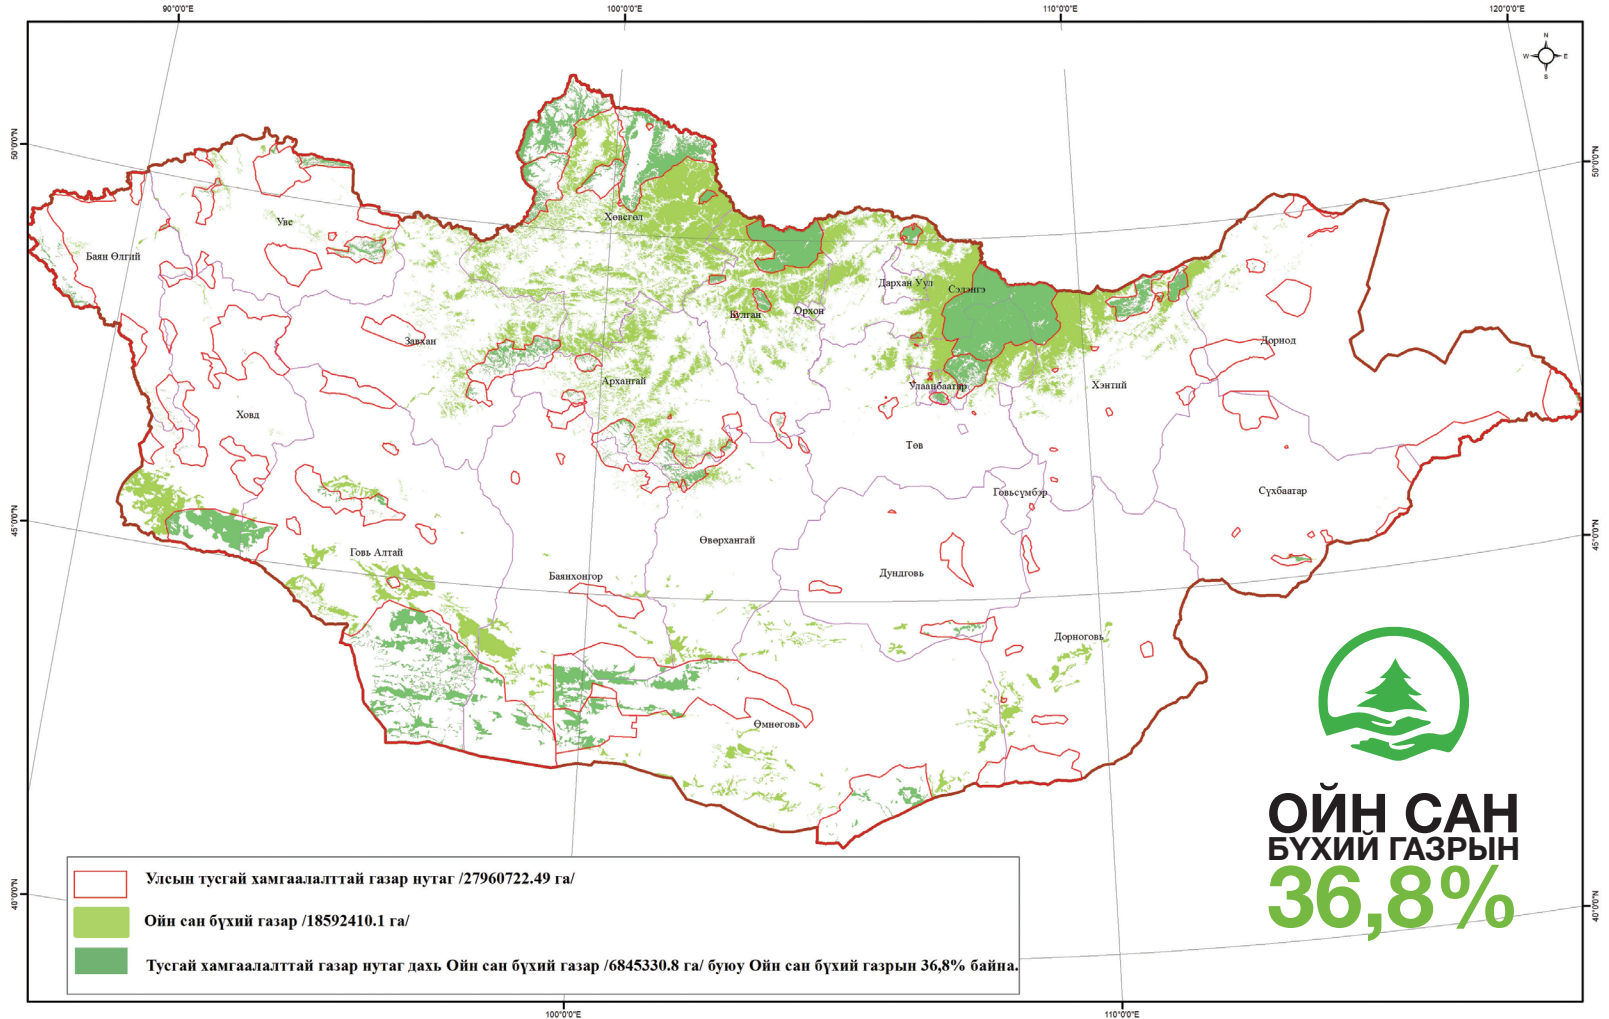 90°0'0"E
100°0'0"E
110°0'0"E
120°0'0"E
N
W E
S
50°0'0"N
50°0'0"N
Увс
Хөвсгөл
Баян Өлгий
Дархан Уул
Сэлэнгэ
Булган
Орхон
Завхан
Дорнод
Архангай
Улаанбаатар
Хэнтий
Ховд
Төв
Говьсүмбэр
Сүхбаатар
45°0'0"N
45°0'0"N
Өвөрхангай
Говь Алтай
Баянхонгор
Дундговь
Дорноговь
Өмнөговь
ОЙН САН
БҮХИЙ ГАЗРЫН
36,8%
Улсын тусгай хамгаалалттай газар нутаг /27960722.49 га/
Ойн сан бүхий газар /18592410.1 га/
Тусгай хамгаалалттай газар нутаг дахь Ойн сан бүхий газар /6845330.8 га/ буюу Ойн сан бүхий газрын 36,8% байна.
40°0'0"N
40°0'0"N
100°0'0"E
110°0'0"E